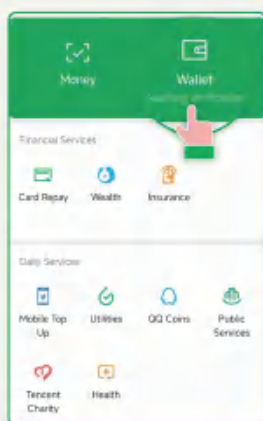 Money
Wallet
Financial Services
Card Repay
Wealth
Insurance
Daily Services
Mobile Top
Up
Utilities
QQ Coins
Public
Services
Tencent
Charity
Health